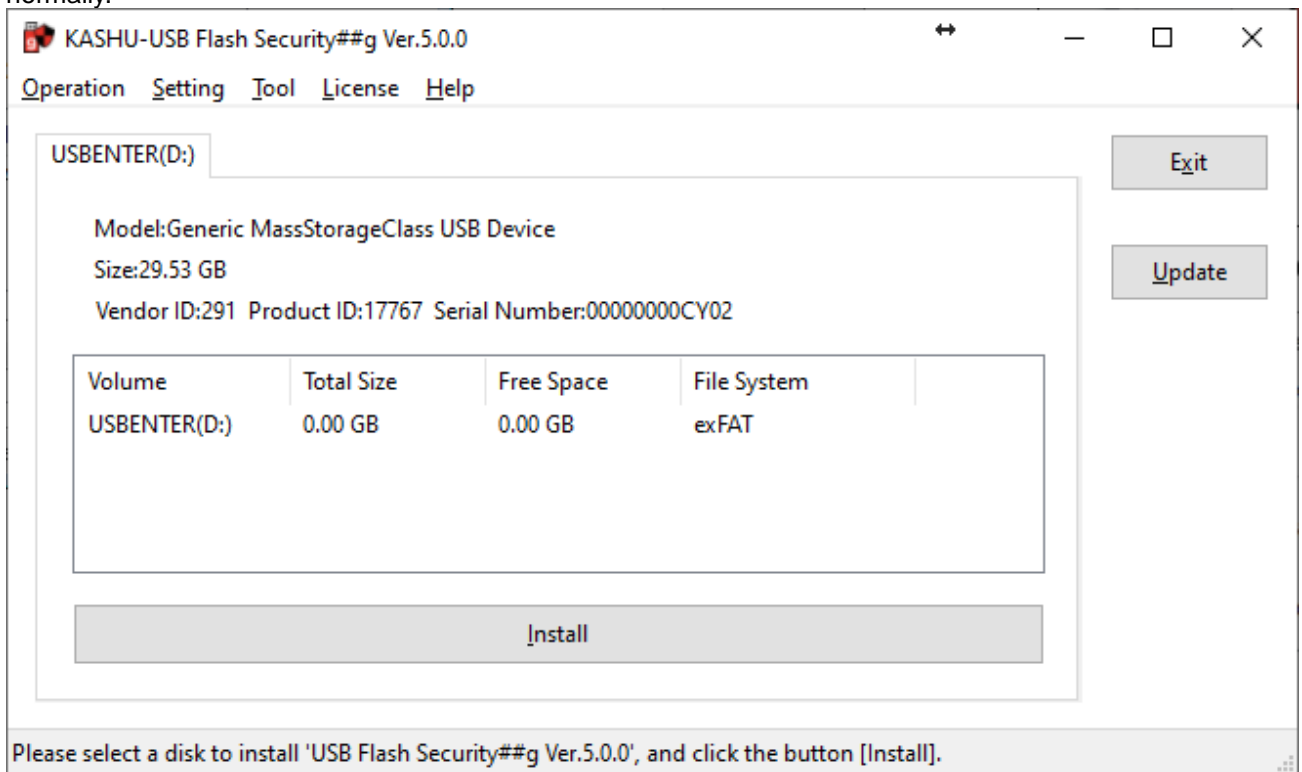 normally.
KASHU-USB Flash Security##g Ver.5.0.0
Operation Setting Tool License Help
USBENTER(D:)
Exit
Model:Generic MassStorageClass USB Device
Size:29.53 GB
Update
Vendor ID:291 Product ID:17767 Serial Number:00000000CY02
Volume Total Size Free Space File System
USBENTER(D:) 0.00 GB 0.00 GB exFAT
Install
Please select a disk to install 'USB Flash Security##g Ver.5.0.0', and click the button [Install].